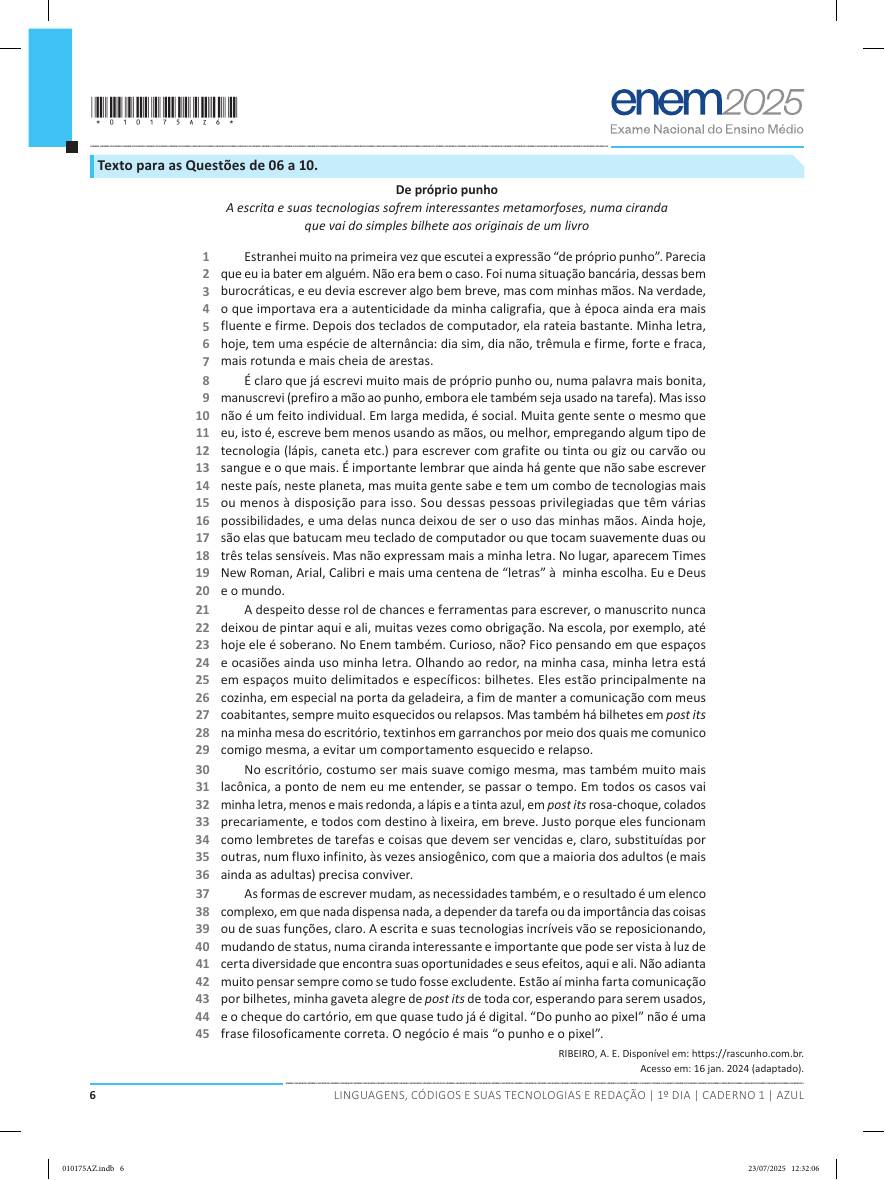 *010175AZ6*
enem2025
Exame Nacional do Ensino Médio
Texto para as Questões de 06 a 10.
De próprio punho
A escrita e suas tecnologias sofrem interessantes metamorfoses, numa ciranda
que vai do simples bilhete aos originais de um livro
1 Estranhei muito na primeira vez que escutei a expressão “de próprio punho”. Parecia
2 que eu ia bater em alguém. Não era bem o caso. Foi numa situação bancária, dessas bem
3 burocráticas, e eu devia escrever algo bem breve, mas com minhas mãos. Na verdade,
4 o que importava era a autenticidade da minha caligrafia, que à época ainda era mais
5 fluente e firme. Depois dos teclados de computador, ela rateia bastante. Minha letra,
6 hoje, tem uma espécie de alternância: dia sim, dia não, trêmula e firme, forte e fraca,
7 mais rotunda e mais cheia de arestas.
8 É claro que já escrevi muito mais de próprio punho ou, numa palavra mais bonita,
9 manuscrevi (prefiro a mão ao punho, embora ele também seja usado na tarefa). Mas isso
10 não é um feito individual. Em larga medida, é social. Muita gente sente o mesmo que
11 eu, isto é, escreve bem menos usando as mãos, ou melhor, empregando algum tipo de
12 tecnologia (lápis, caneta etc.) para escrever com grafite ou tinta ou giz ou carvão ou
13 sangue e o que mais. É importante lembrar que ainda há gente que não sabe escrever
14 neste país, neste planeta, mas muita gente sabe e tem um combo de tecnologias mais
15 ou menos à disposição para isso. Sou dessas pessoas privilegiadas que têm várias
16 possibilidades, e uma delas nunca deixou de ser o uso das minhas mãos. Ainda hoje,
17 são elas que batucam meu teclado de computador ou que tocam suavemente duas ou
18 três telas sensíveis. Mas não expressam mais a minha letra. No lugar, aparecem Times
19 New Roman, Arial, Calibri e mais uma centena de “letras” à minha escolha. Eu e Deus
20 e o mundo.
21 A despeito desse rol de chances e ferramentas para escrever, o manuscrito nunca
22 deixou de pintar aqui e ali, muitas vezes como obrigação. Na escola, por exemplo, até
23 hoje ele é soberano. No Enem também. Curioso, não? Fico pensando em que espaços
24 e ocasiões ainda uso minha letra. Olhando ao redor, na minha casa, minha letra está
25 em espaços muito delimitados e específicos: bilhetes. Eles estão principalmente na
26 cozinha, em especial na porta da geladeira, a fim de manter a comunicação com meus
27 coabitantes, sempre muito esquecidos ou relapsos. Mas também há bilhetes em post its
28 na minha mesa do escritório, textinhos em garranchos por meio dos quais me comunico
29 comigo mesma, a evitar um comportamento esquecido e relapso.
30 No escritório, costumo ser mais suave comigo mesma, mas também muito mais
31 lacônica, a ponto de nem eu me entender, se passar o tempo. Em todos os casos vai
32 minha letra, menos e mais redonda, a lápis e a tinta azul, em post its rosa-choque, colados
33 precariamente, e todos com destino à lixeira, em breve. Justo porque eles funcionam
34 como lembretes de tarefas e coisas que devem ser vencidas e, claro, substituídas por
35 outras, num fluxo infinito, às vezes ansiogênico, com que a maioria dos adultos (e mais
36 ainda as adultas) precisa conviver.
37 As formas de escrever mudam, as necessidades também, e o resultado é um elenco
38 complexo, em que nada dispensa nada, a depender da tarefa ou da importância das coisas
39 ou de suas funções, claro. A escrita e suas tecnologias incríveis vão se reposicionando,
40 mudando de status, numa ciranda interessante e importante que pode ser vista à luz de
41 certa diversidade que encontra suas oportunidades e seus efeitos, aqui e ali. Não adianta
42 muito pensar sempre como se tudo fosse excludente. Estão aí minha farta comunicação
43 por bilhetes, minha gaveta alegre de post its de toda cor, esperando para serem usados,
44 e o cheque do cartório, em que quase tudo já é digital. “Do punho ao pixel” não é uma
45 frase filosoficamente correta. O negócio é mais “o punho e o pixel”.
RIBEIRO, A. E. Disponível em: https://rascunho.com.br.
Acesso em: 16 jan. 2024 (adaptado).
6 LINGUAGENS, CÓDIGOS E SUAS TECNOLOGIAS E REDAÇÃO | 1º DIA | CADERNO 1 | AZUL
010175AZ.indb 6 23/07/2025 12:32:06